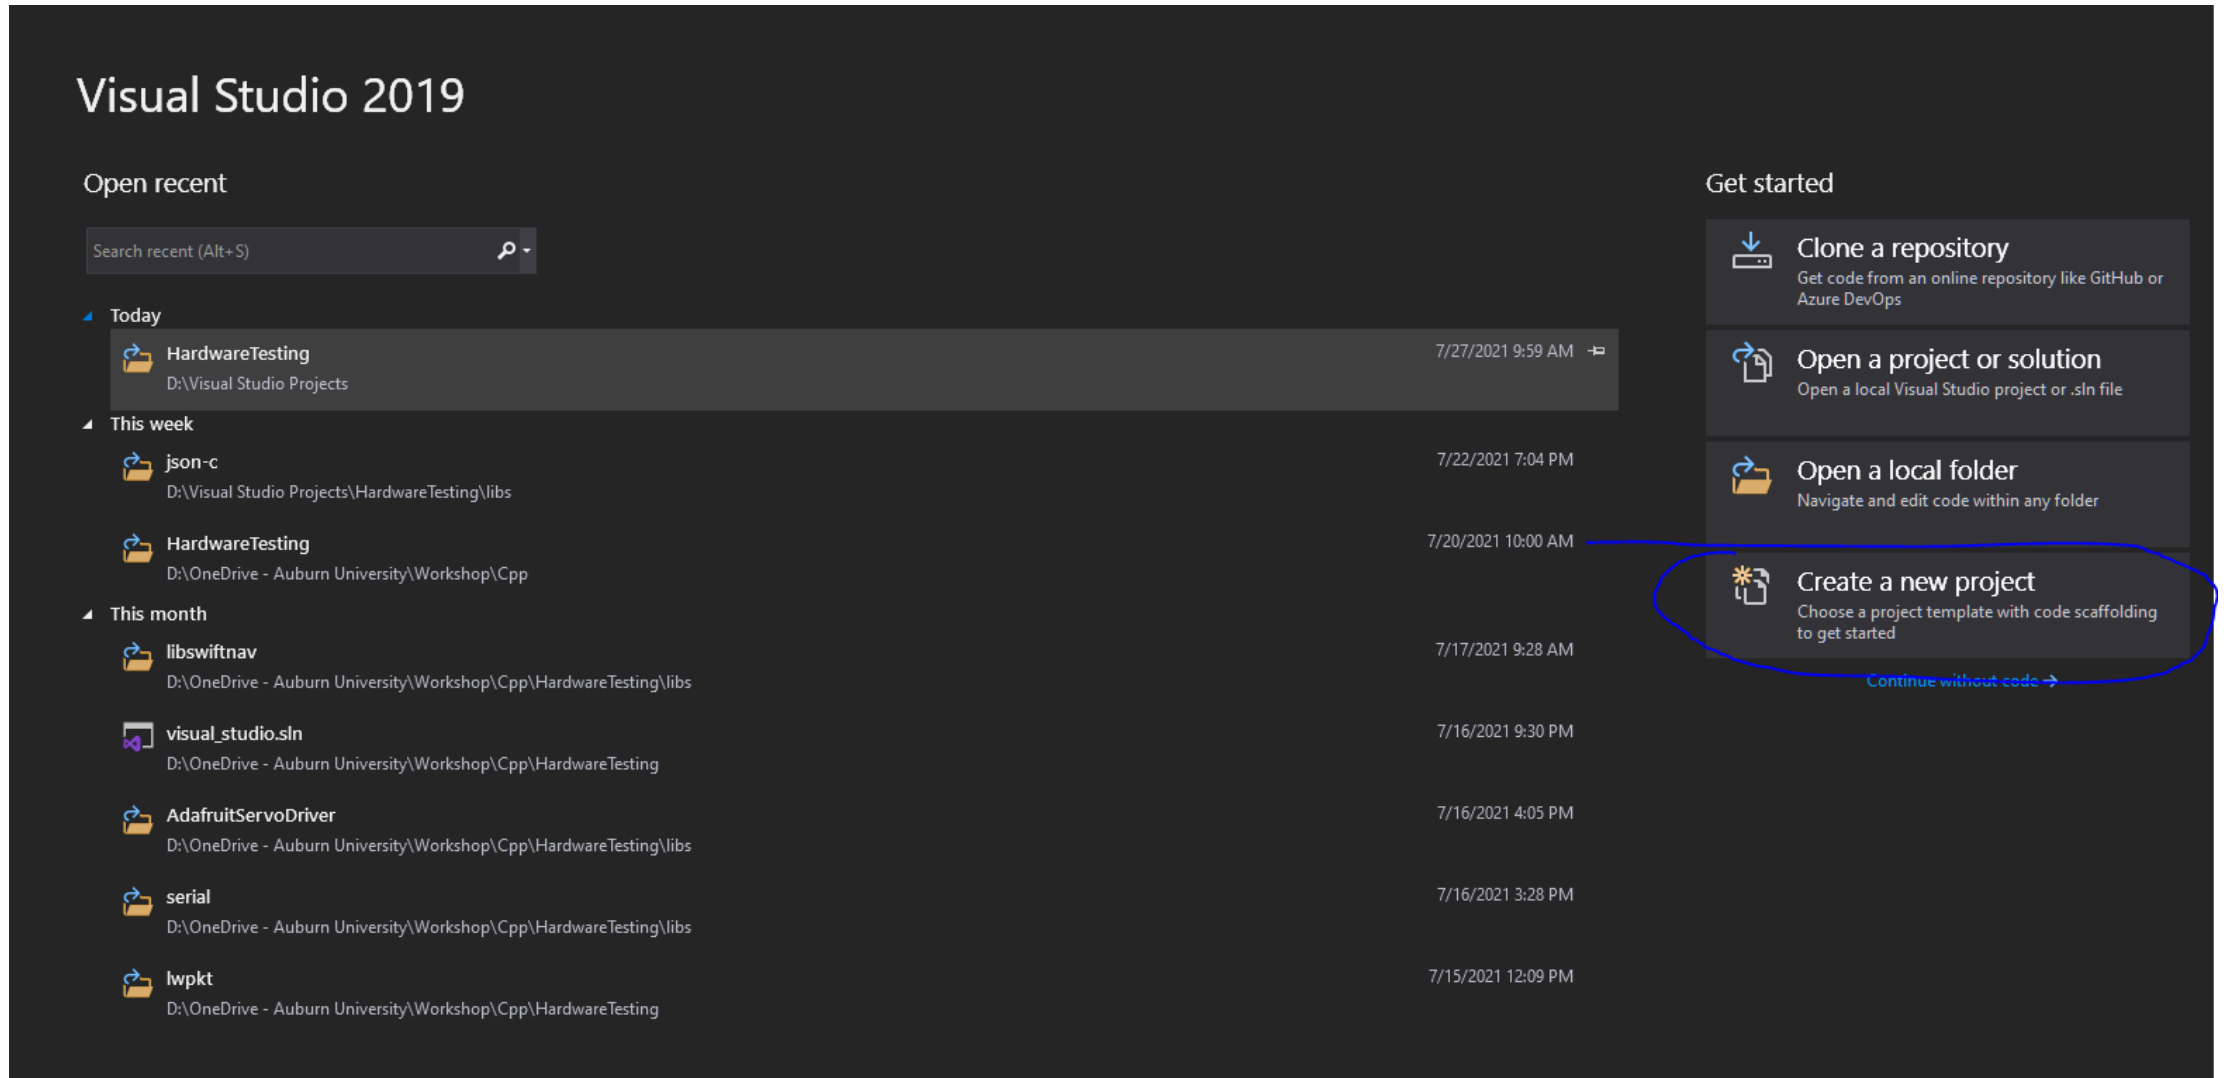 Visual Studio 2019
Open recent
Search recent (Alt+S)
Today
HardwareTesting
7/27/2021 9:59 AM
D:\Visual Studio Projects
This week
json-c
7/22/2021 7:04 PM
D:\Visual Studio Projects\HardwareTesting\libs
HardwareTesting
7/20/2021 10:00 AM
D:\OneDrive - Auburn University\Workshop\Cpp
This month
libswiftnav
7/17/2021 9:28 AM
D:\OneDrive - Auburn University\Workshop\Cpp\HardwareTesting\libs
visual_studio.sln
7/16/2021 9:30 PM
D:\OneDrive - Auburn University\Workshop\Cpp\HardwareTesting
AdafruitServoDriver
7/16/2021 4:05 PM
D:\OneDrive - Auburn University\Workshop\Cpp\HardwareTesting\libs
serial
7/16/2021 3:28 PM
D:\OneDrive - Auburn University\Workshop\Cpp\HardwareTesting\libs
lwpkt
7/15/2021 12:09 PM
D:\OneDrive - Auburn University\Workshop\Cpp\HardwareTesting
Get started
Clone a repository
Get code from an online repository like GitHub or
Azure DevOps
Open a project or solution
Open a local Visual Studio project or .sln file
Open a local folder
Navigate and edit code within any folder
Create a new project
Choose a project template with code scaffolding
to get started
Continue without code →